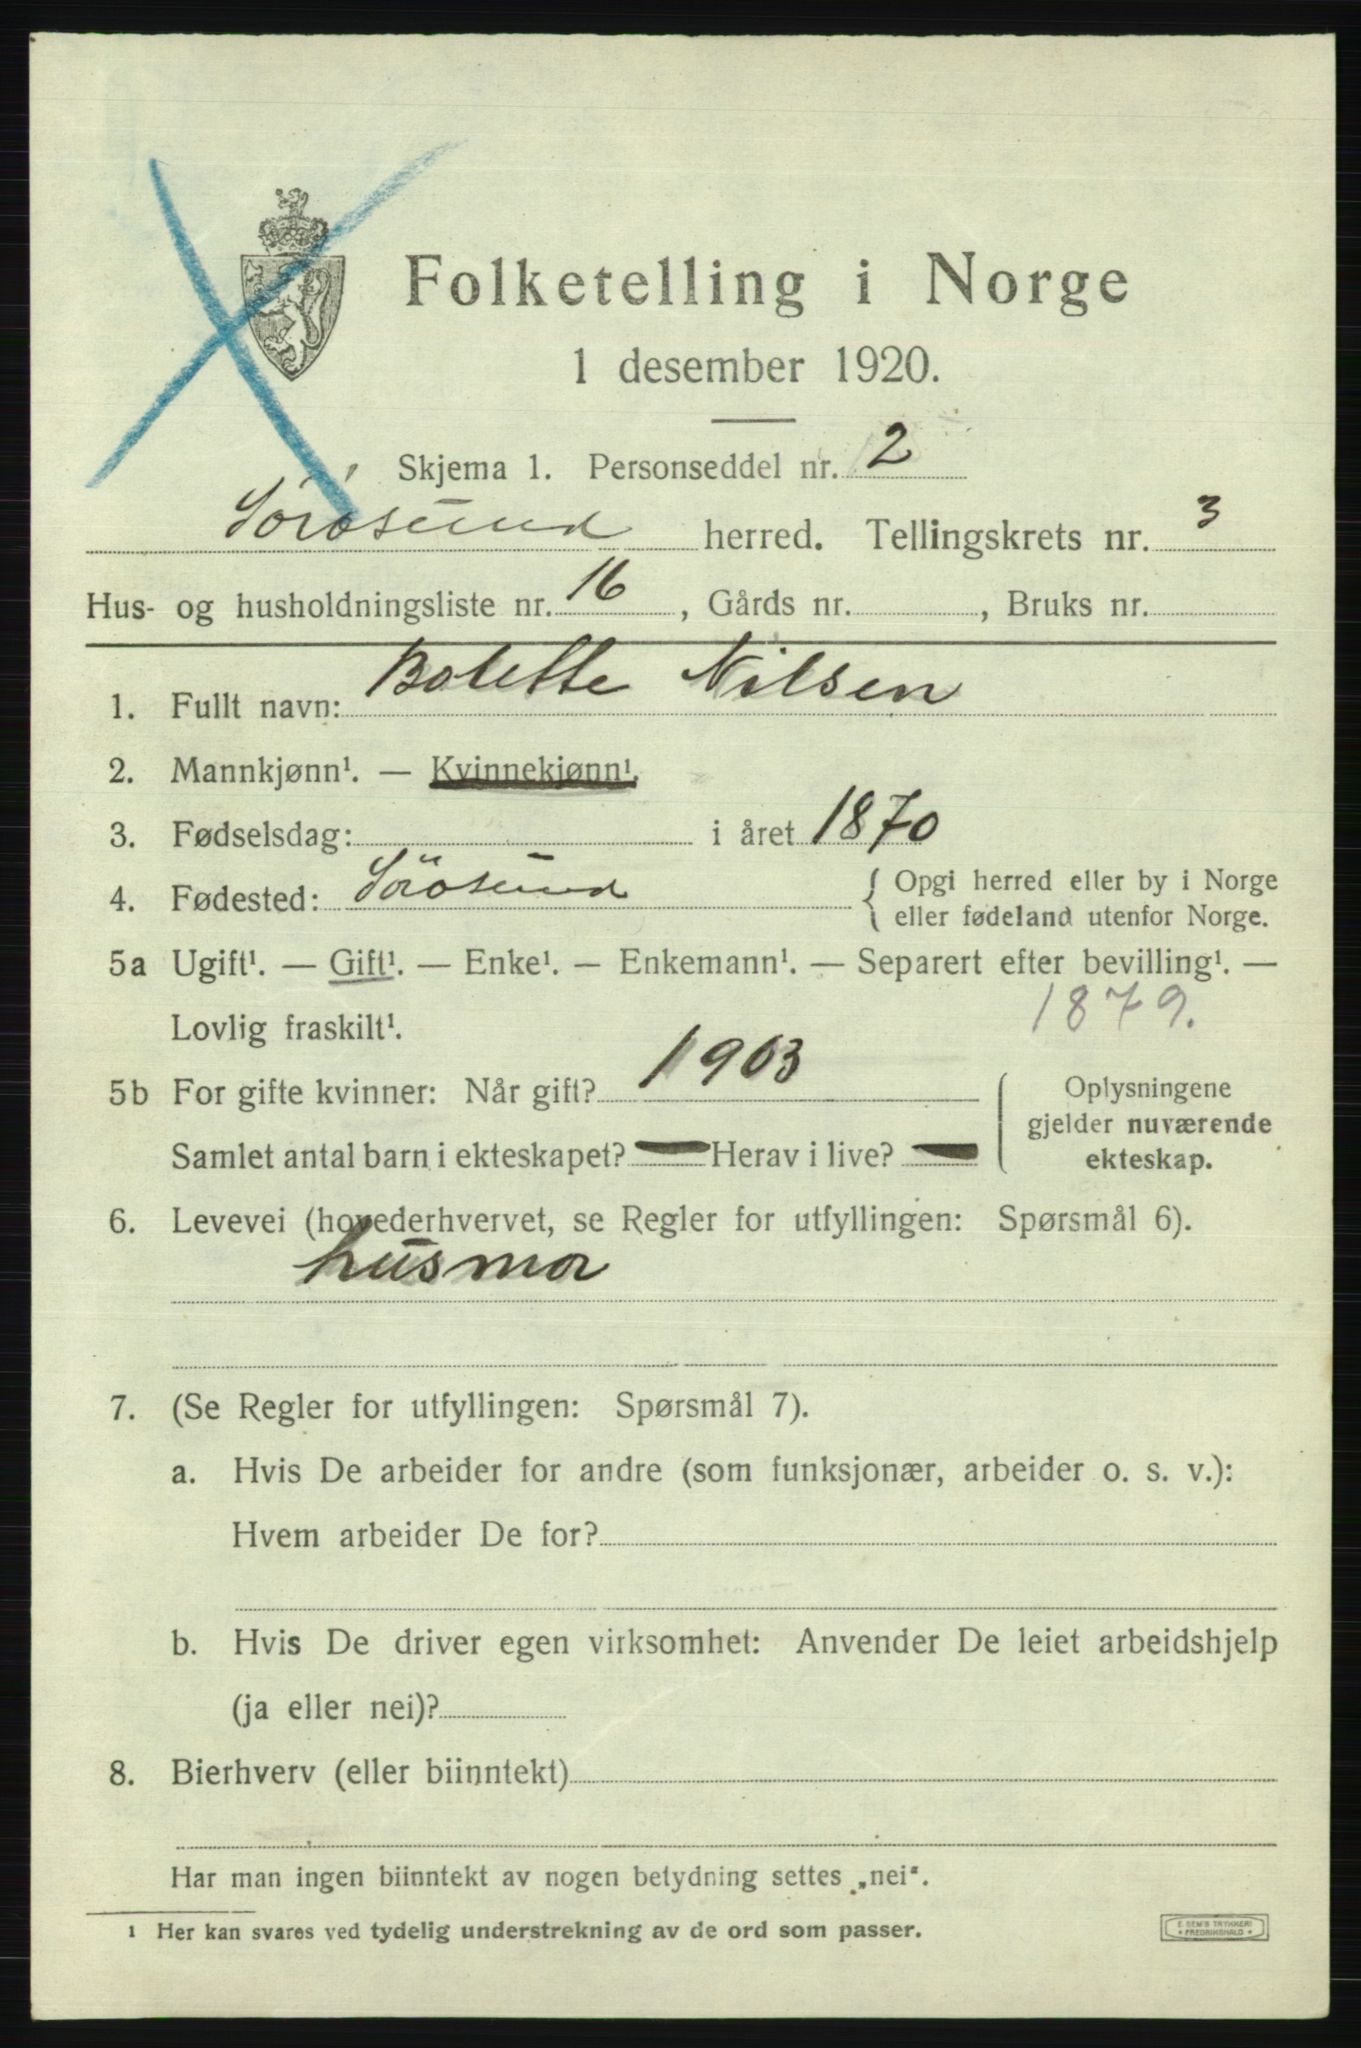 Folketelling i Norge
1 desember 1920.
Skjema 1. Personseddel nr. 2
Sörösund herred. Tellingskrets nr. 3
Hus- og husholdningsliste nr. 16, Gårds nr. , Bruks nr.
1. Fullt navn: Bolette Nilsen
2. Mannkjønn¹. — Kvinnekjønn¹.
3. Fødselsdag: i året 1870
4. Fødested: Sörösund { Opgi herred eller by i Norge
eller fødeland utenfor Norge.
5a Ugift¹. — Gift¹. — Enke¹. — Enkemann¹. — Separert efter bevilling¹. —
Lovlig fraskilt¹. 1879.
5b For gifte kvinner: Når gift? 1903
Samlet antal barn i ekteskapet? — Herav i live? —
Oplysningene
gjelder nuværende
ekteskap.
6. Levevei (hovederhvervet, se Regler for utfyllingen: Spørsmål 6).
husmor
7. (Se Regler for utfyllingen: Spørsmål 7).
a. Hvis De arbeider for andre (som funksjonær, arbeider o. s. v.):
Hvem arbeider De for?
b. Hvis De driver egen virksomhet: Anvender De leiet arbeidshjelp
(ja eller nei)?
8. Bierhverv (eller biinntekt)
Har man ingen biinntekt av nogen betydning settes „nei“.
¹ Her kan svares ved tydelig understrekning av de ord som passer.
E. SEM'S TRYKKERI
• FREDRIKSHALD •